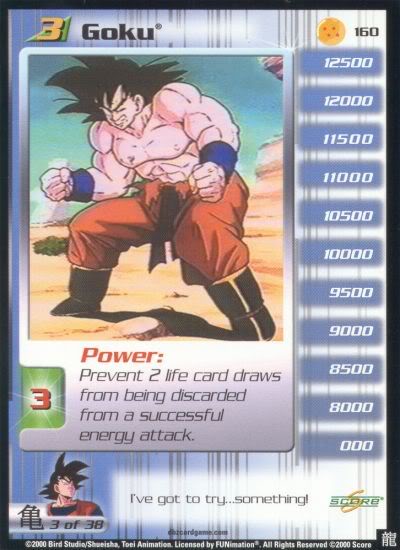 3 Goku®
160
12500
12000
11500
11000
10500
10000
9500
9000
8500
8000
000
Power:
3
Prevent 2 life card draws
from being discarded
from a successful
energy attack.
I've got to try...something!
SCORE
亀 3 of 38
dbzcardgame.com
龍
©2000 Bird Studio/Shueisha, Toei Animation. Licensed by FUNimation®. All Rights Reserved ©2000 Score